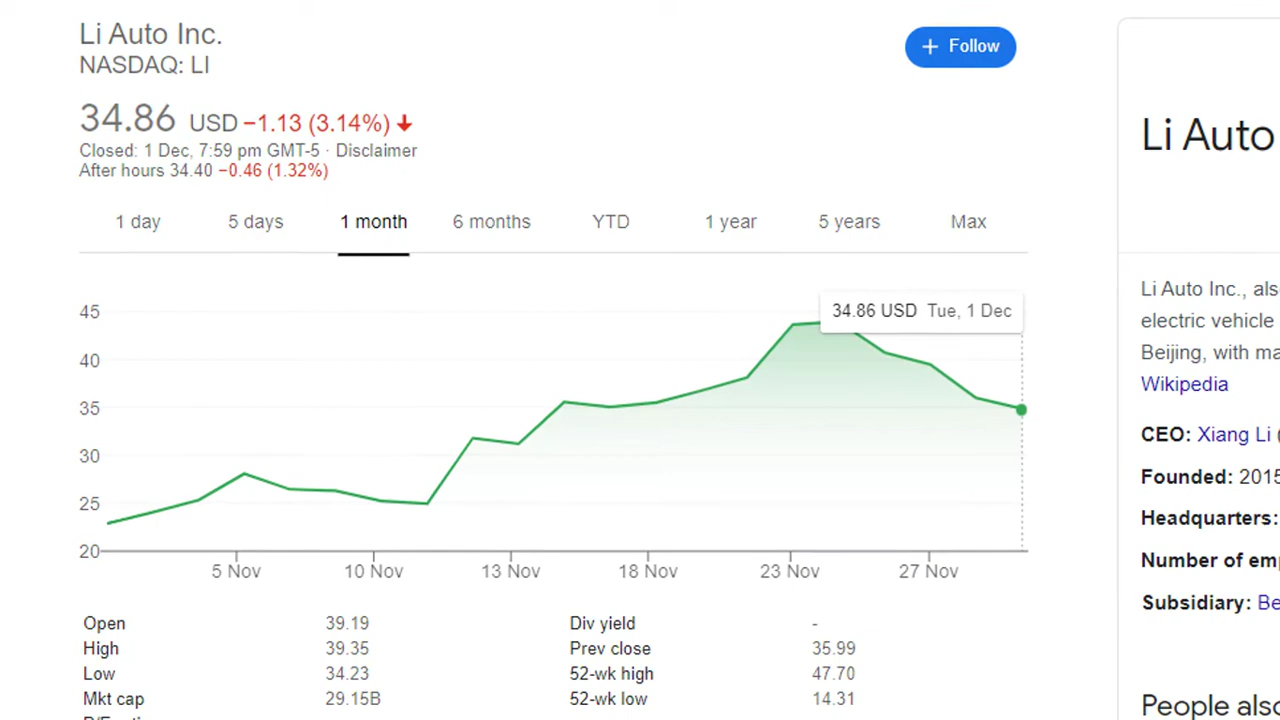 Li Auto Inc.
NASDAQ: LI
+ Follow
34.86 USD −1.13 (3.14%)
Closed: 1 Dec, 7:59 pm GMT-5 · Disclaimer
After hours 34.40 −0.46 (1.32%)
1 day 5 days 1 month 6 months YTD 1 year 5 years Max
34.86 USD Tue, 1 Dec
45
40
35
30
25
20
5 Nov 10 Nov 13 Nov 18 Nov 23 Nov 27 Nov
Open 39.19 Div yield -
High 39.35 Prev close 35.99
Low 34.23 52-wk high 47.70
Mkt cap 29.15B 52-wk low 14.31
Li Auto
Li Auto Inc., als
electric vehicle
Beijing, with ma
Wikipedia
CEO: Xiang Li (
Founded: 2015
Headquarters:
Number of emp
Subsidiary: Be
People also